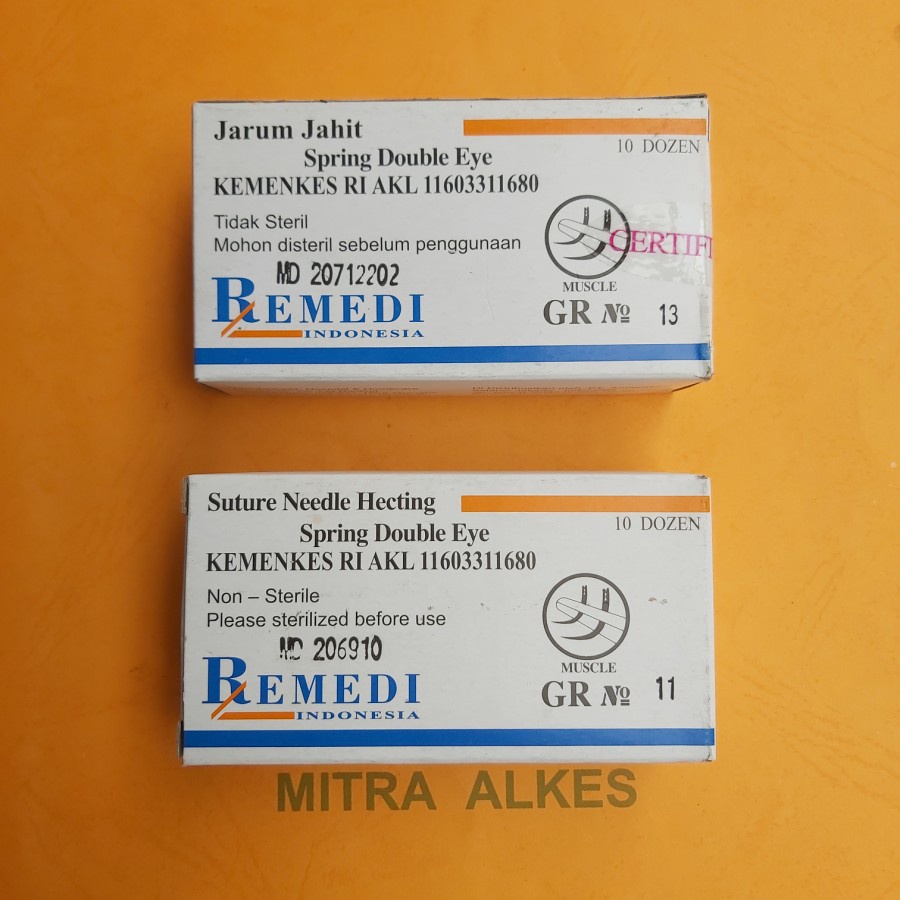 Jarum Jahit
10 DOZEN
Spring Double Eye
KEMENKES RI AKL 11603311680
Tidak Steril
Mohon disteril sebelum penggunaan
CERTIF
MD 20712202
MUSCLE
REMEDI
INDONESIA
GR № 13
Suture Needle Hecting
10 DOZEN
Spring Double Eye
KEMENKES RI AKL 11603311680
Non – Sterile
Please sterilized before use
MD 206910
MUSCLE
REMEDI
INDONESIA
GR № 11
MITRA ALKES